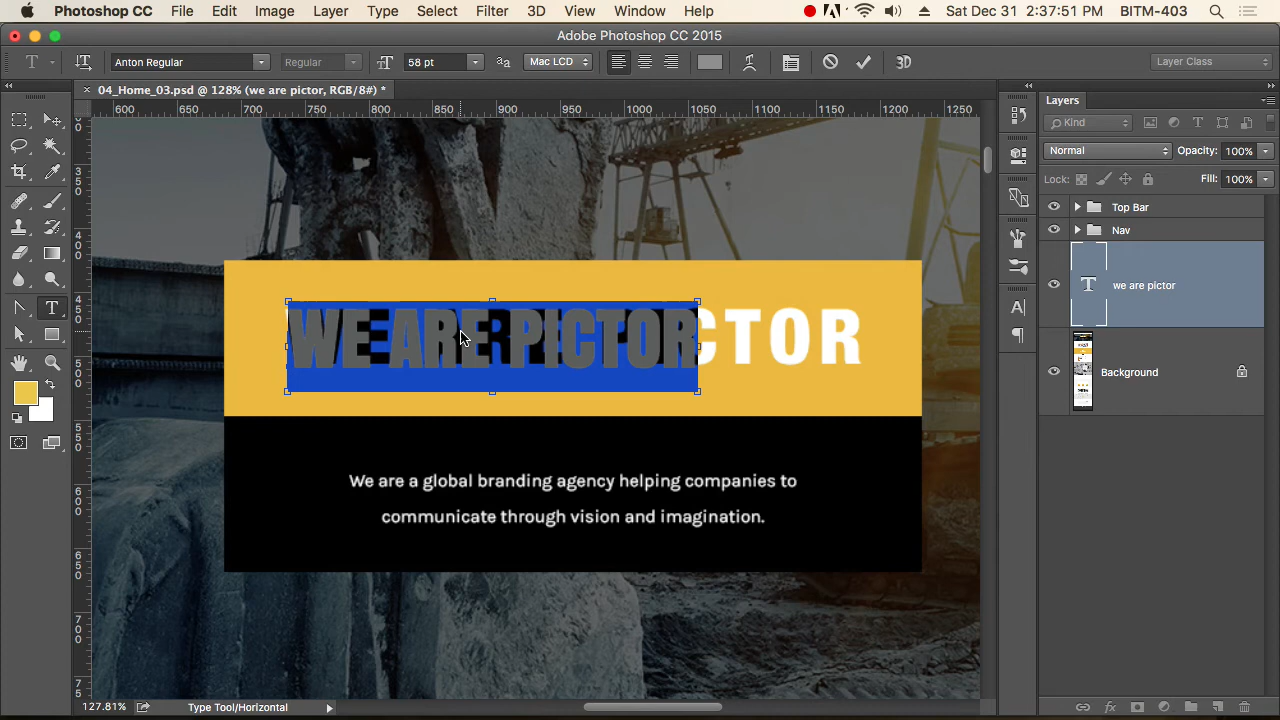 Photoshop CC File Edit Image Layer Type Select Filter 3D View Window Help Sat Dec 31 2:37:51 PM BITM-403
Adobe Photoshop CC 2015
T Anton Regular Regular 58 pt aa Mac LCD 3D Layer Class
× 04_Home_03.psd @ 128% (we are pictor, RGB/8#) *
600 700 750 800 850 900 950 1000 1050 1100 1150 1200 1250
Layers
Kind
Normal Opacity: 100%
Lock: Fill: 100%
Top Bar
Nav
T we are pictor
Background
WE ARE PICTOR
CTOR
We are a global branding agency helping companies to
communicate through vision and imagination.
127.81% Type Tool/Horizontal